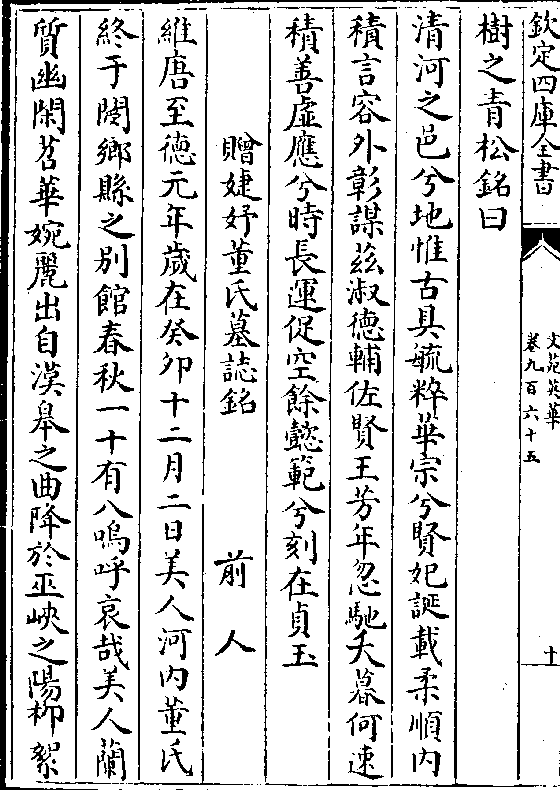 欽定四庫全書
文苑英華
卷九百六十五
十
樹之青松銘曰
清河之邑兮地惟古具毓粹華宗兮賢妃誕載柔順内
積言容外彰謀兹淑德輔佐賢王芳年忽馳夭暮何速
積善虚應兮時長運促空餘懿範兮刻在貞玉
贈婕妤董氏墓誌銘 前人
維唐至德元年歳在癸卯十二月二日美人河内董氏
終于閿鄉縣之别館春秋一十有八嗚呼哀哉美人蘭
質幽閑苕華婉麗出自漢皋之曲降於巫峽之陽柳絮